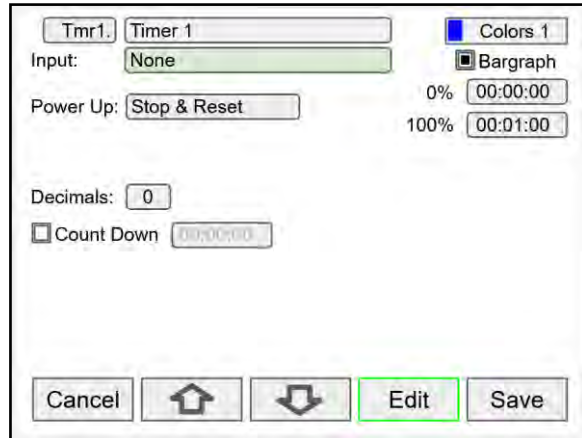 Tmr1. Timer 1 Colors 1
Input: None Bargraph
0% 00:00:00
Power Up: Stop & Reset
100% 00:01:00
Decimals: 0
Count Down 00:00:00
Cancel Edit Save